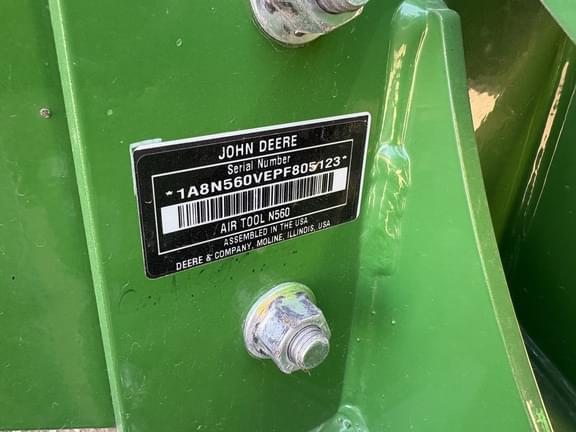 JOHN DEERE
Serial Number
*1A8N560VEPF805123*
AIR TOOL N560
ASSEMBLED IN THE USA
DEERE & COMPANY, MOLINE, ILLINOIS, USA